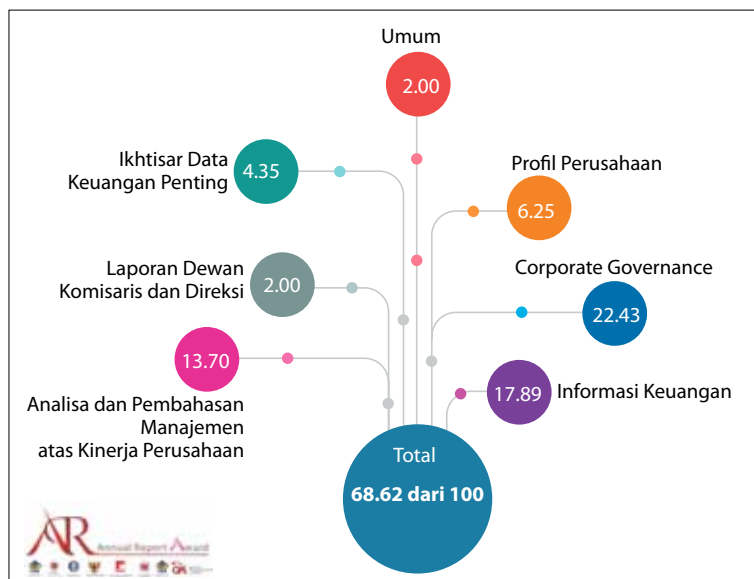 Umum
2.00
Ikhtisar Data
Keuangan Penting
4.35
Profil Perusahaan
6.25
Laporan Dewan
Komisaris dan Direksi
2.00
Corporate Governance
22.43
13.70
Analisa dan Pembahasan
Manajemen
atas Kinerja Perusahaan
17.89
Informasi Keuangan
Total
68.62 dari 100
AR
Annual Report Award